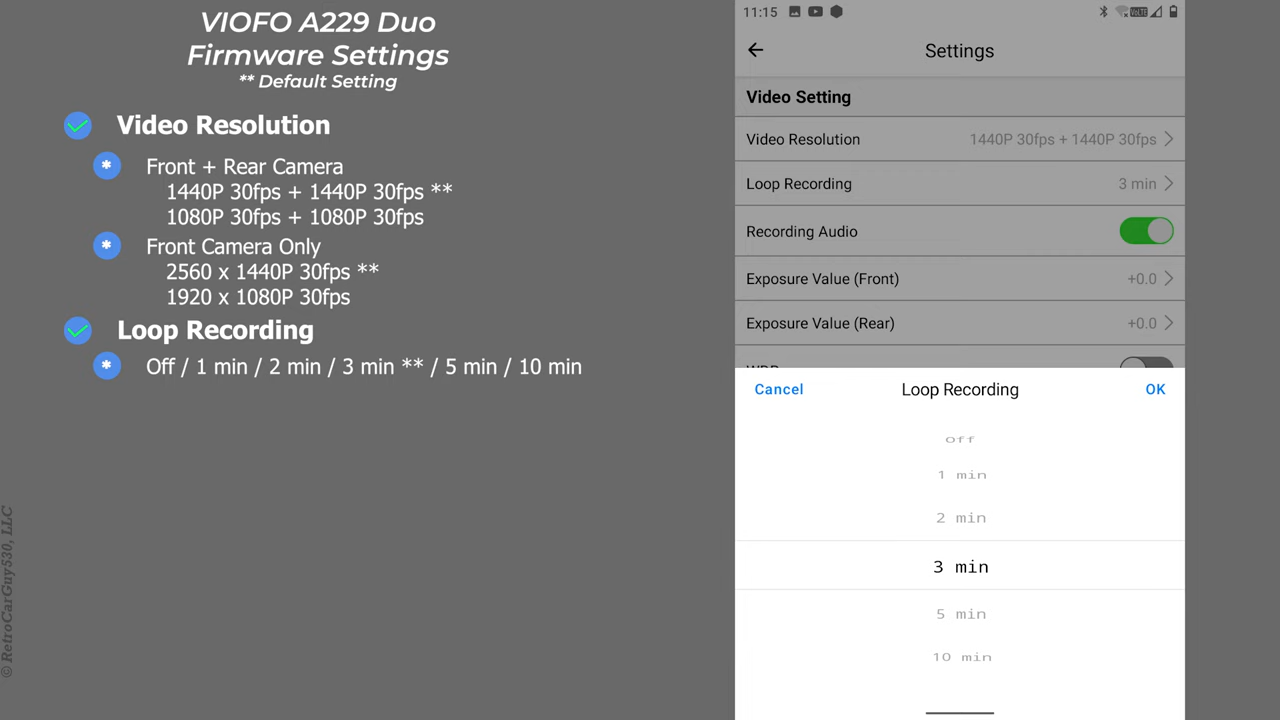 VIOFO A229 Duo
Firmware Settings
** Default Setting
Video Resolution
* Front + Rear Camera
1440P 30fps + 1440P 30fps **
1080P 30fps + 1080P 30fps
* Front Camera Only
2560 x 1440P 30fps **
1920 x 1080P 30fps
Loop Recording
* Off / 1 min / 2 min / 3 min ** / 5 min / 10 min
© RetroCarGuy530, LLC
11:15
VoLTE
Settings
Video Setting
Video Resolution 1440P 30fps + 1440P 30fps
Loop Recording 3 min
Recording Audio
Exposure Value (Front) +0.0
Exposure Value (Rear) +0.0
Cancel Loop Recording OK
Off
1 min
2 min
3 min
5 min
10 min